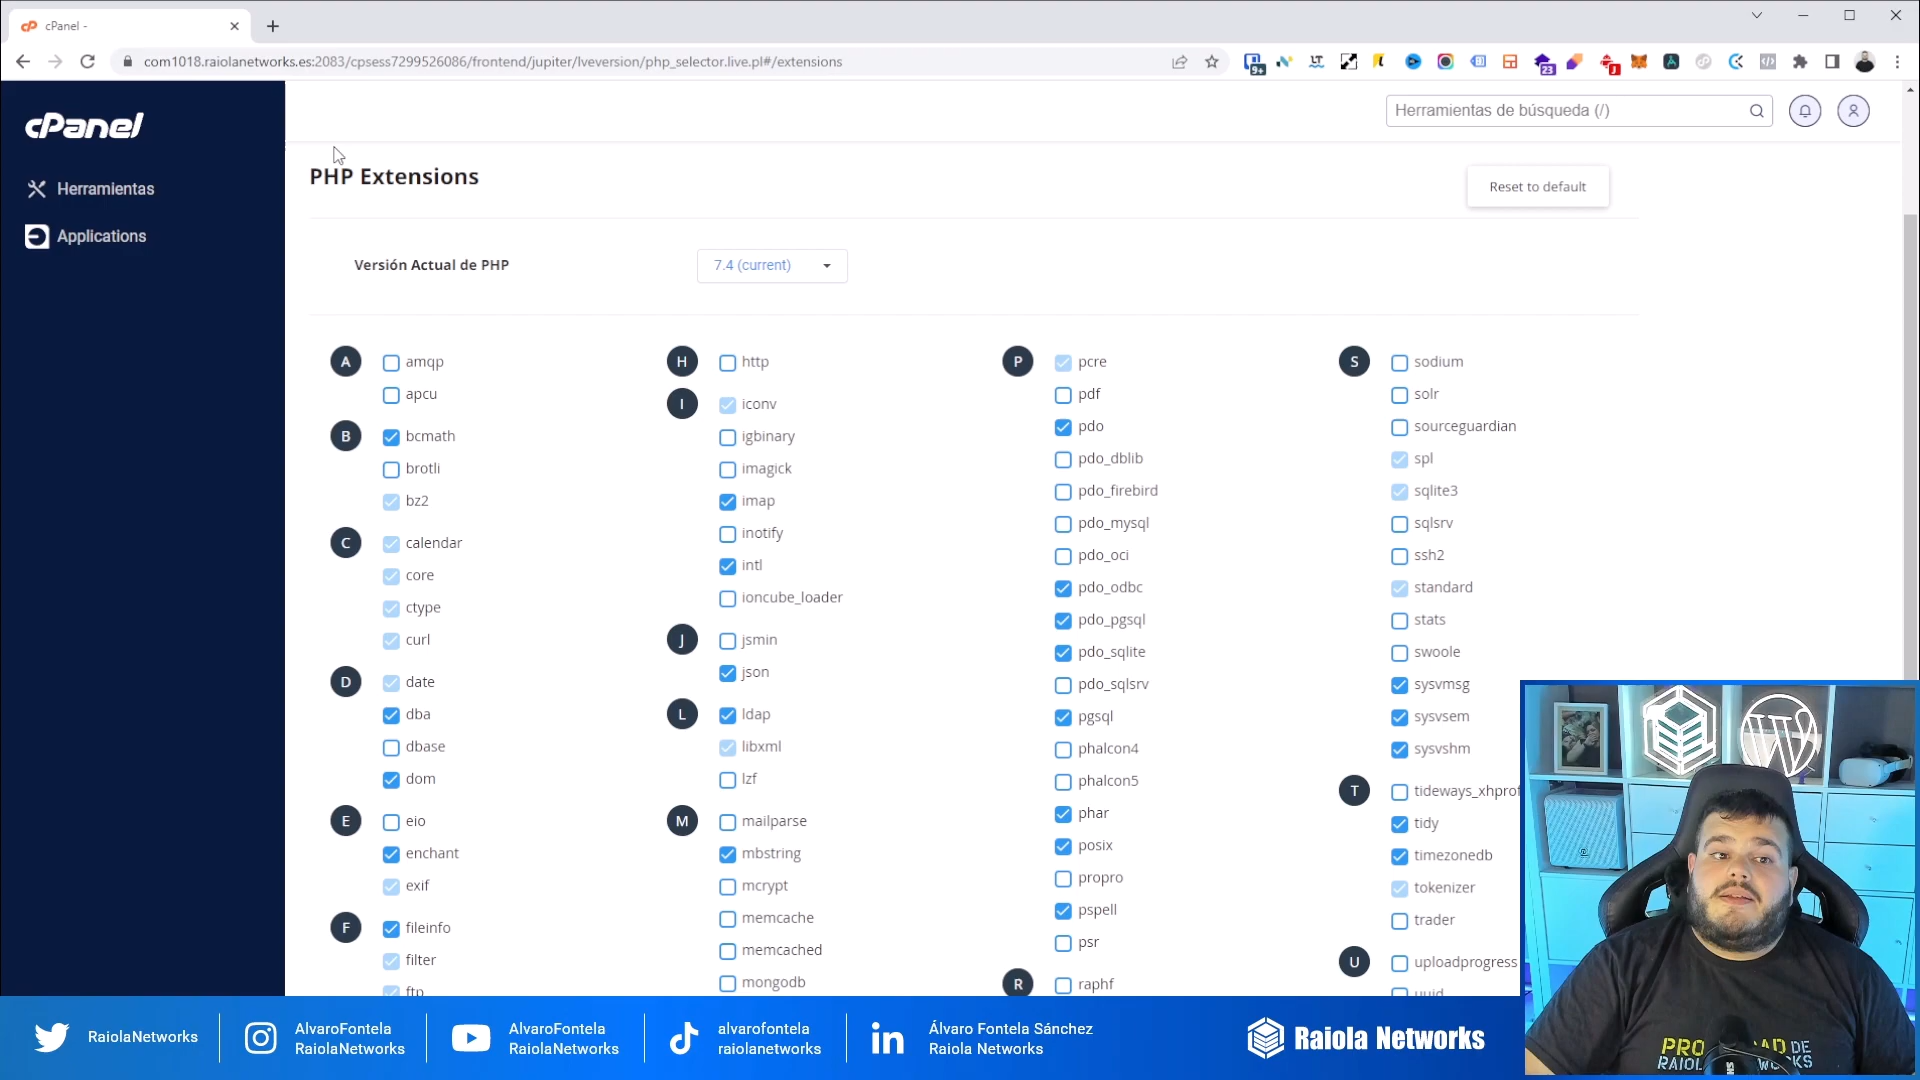 cPanel -
com1018.raiolanetworks.es:2083/cpsess7299526086/frontend/jupiter/lveversion/php_selector.live.pl#/extensions
9+
LT
23
cPanel
Herramientas de búsqueda (/)
Herramientas
Applications
PHP Extensions
Reset to default
Versión Actual de PHP
7.4 (current)
A
amqp
apcu
B
bcmath
brotli
bz2
C
calendar
core
ctype
curl
D
date
dba
dbase
dom
E
eio
enchant
exif
F
fileinfo
filter
ftp
H
http
I
iconv
igbinary
imagick
imap
inotify
intl
ioncube_loader
J
jsmin
json
L
ldap
libxml
lzf
M
mailparse
mbstring
mcrypt
memcache
memcached
mongodb
P
pcre
pdf
pdo
pdo_dblib
pdo_firebird
pdo_mysql
pdo_oci
pdo_odbc
pdo_pgsql
pdo_sqlite
pdo_sqlsrv
pgsql
phalcon4
phalcon5
phar
posix
propro
pspell
psr
R
raphf
S
sodium
solr
sourceguardian
spl
sqlite3
sqlsrv
ssh2
standard
stats
swoole
sysvmsg
sysvsem
sysvshm
T
tideways_xhprof
tidy
timezonedb
tokenizer
trader
U
uploadprogress
uuid
RaiolaNetworks
AlvaroFontela
RaiolaNetworks
AlvaroFontela
RaiolaNetworks
alvarofontela
raiolanetworks
Álvaro Fontela Sánchez
Raiola Networks
Raiola Networks